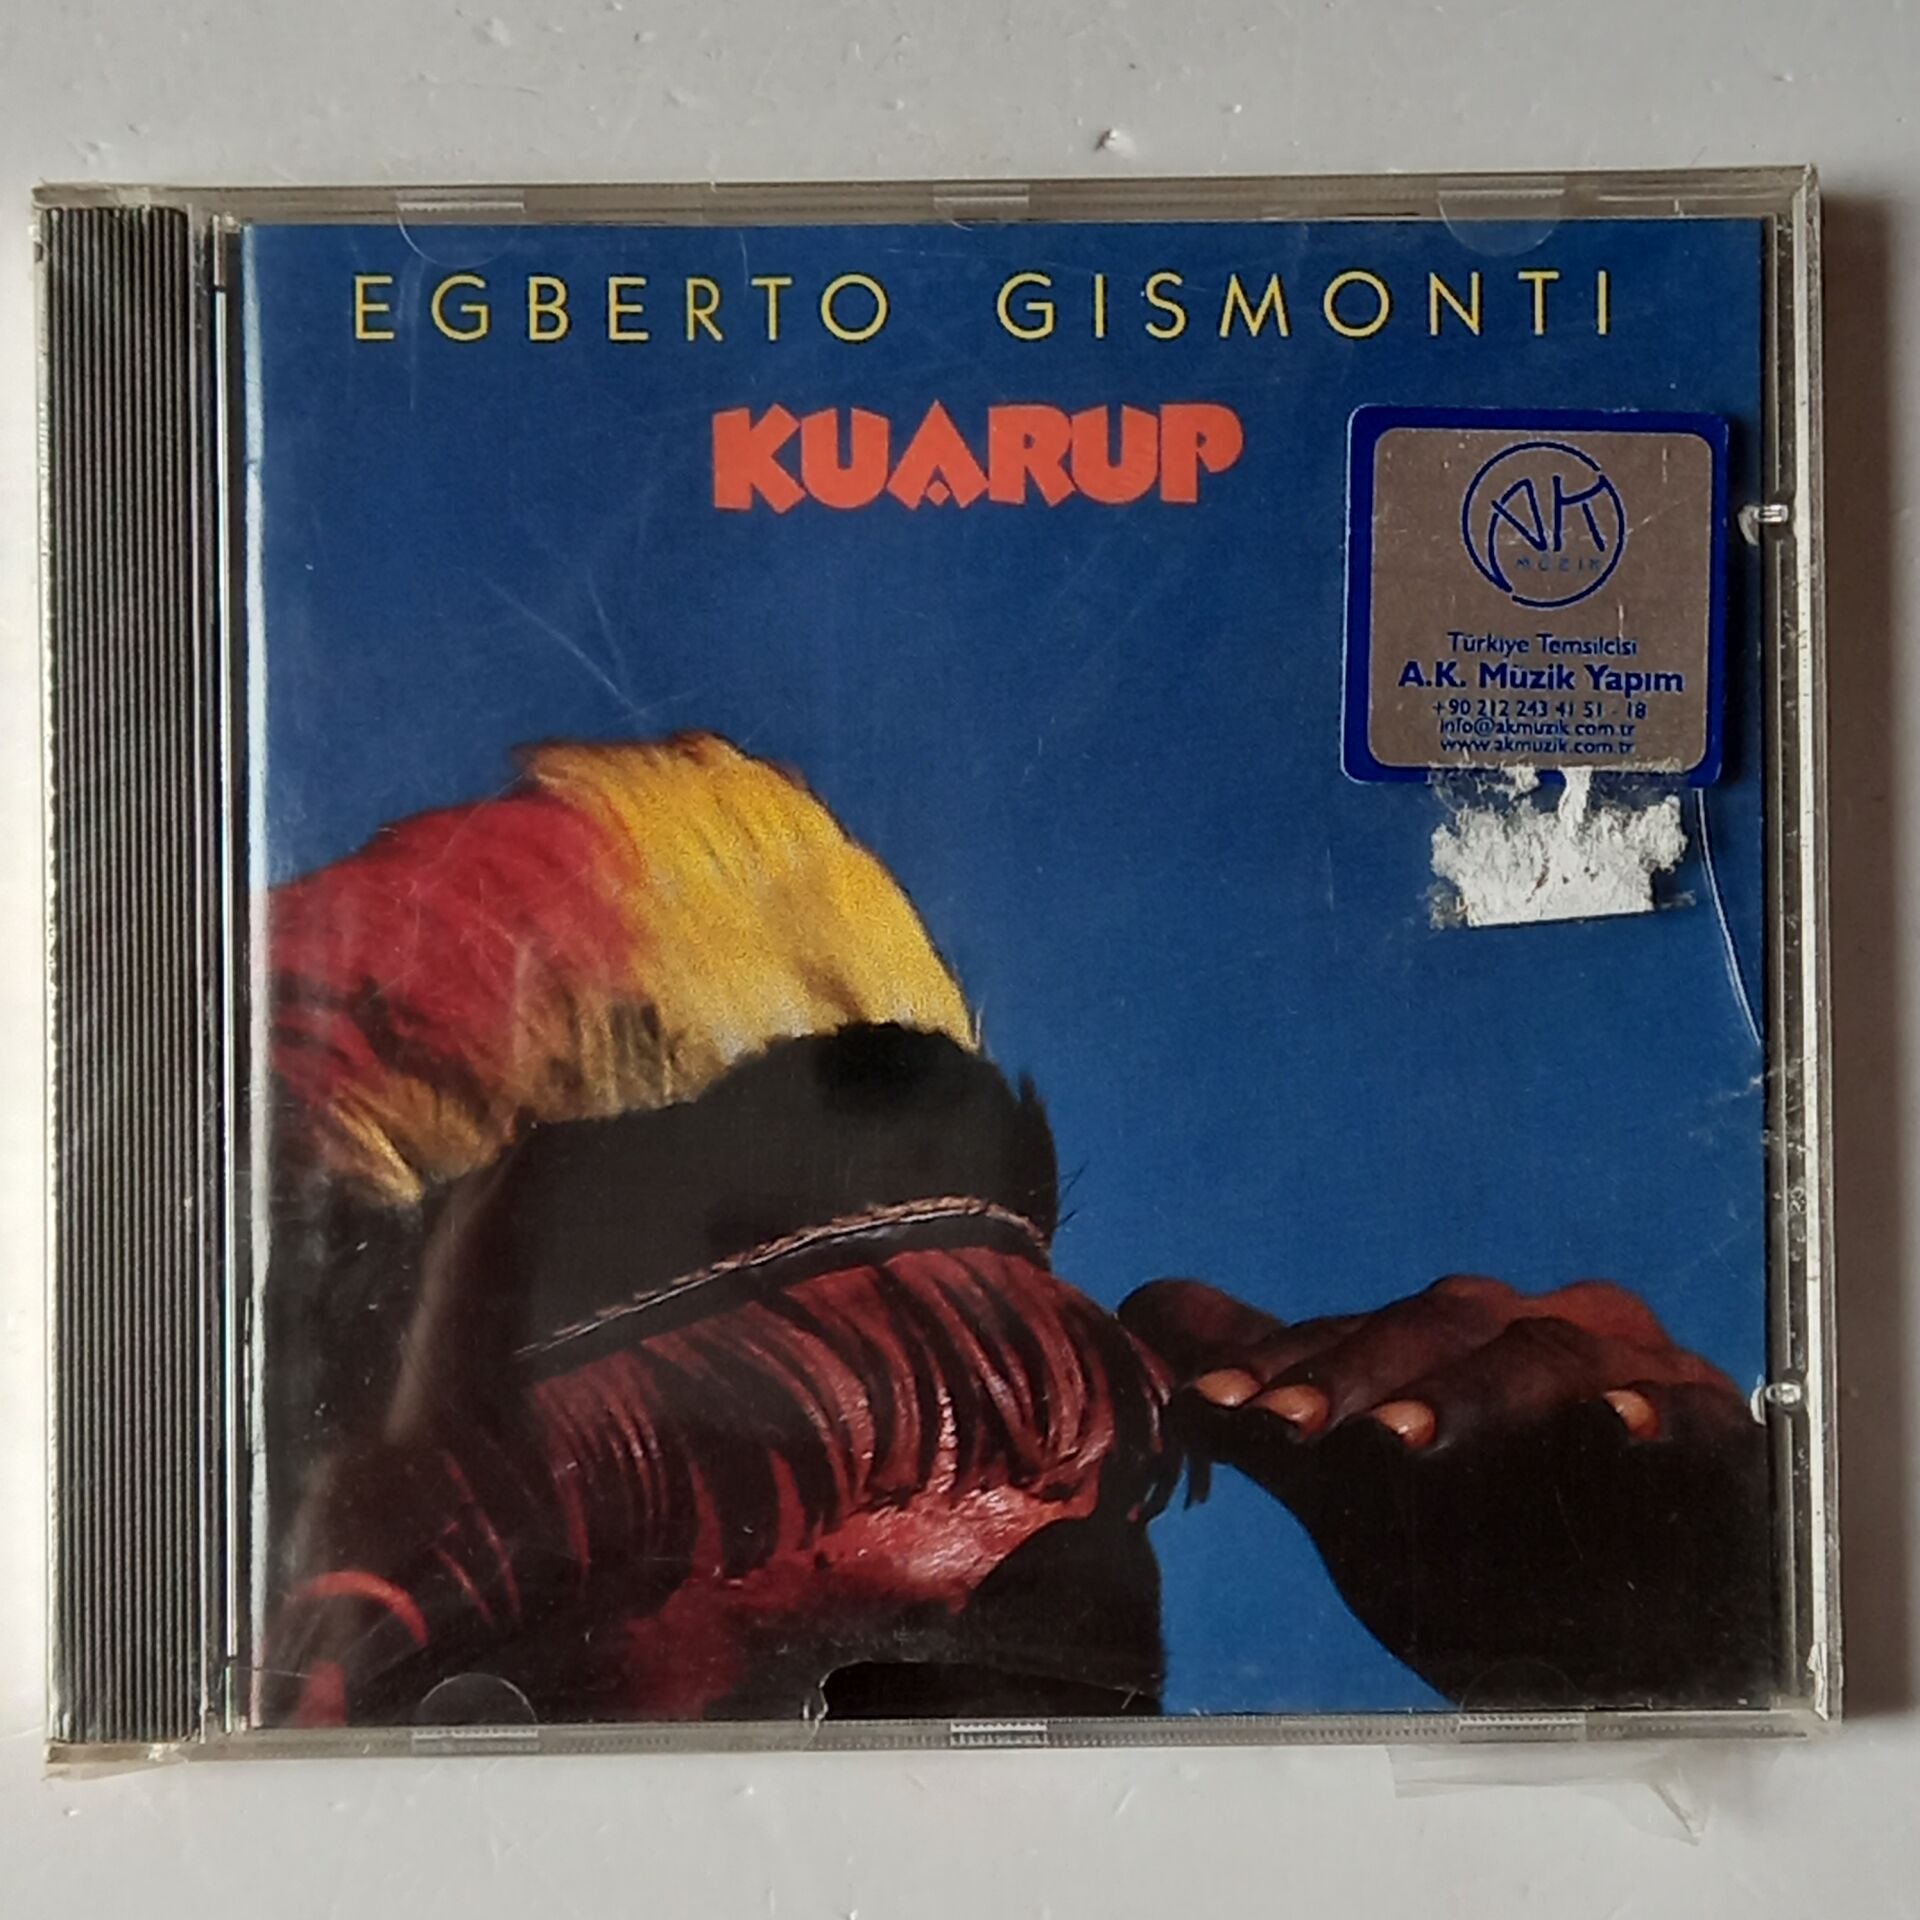 EGBERTO GISMONTI
KUARUP
AK
MÜZİK
Türkiye Temsilcisi
A.K. Müzik Yapım
+90 212 243 41 51 - 18
info@akmuzik.com.tr
www.akmuzik.com.tr